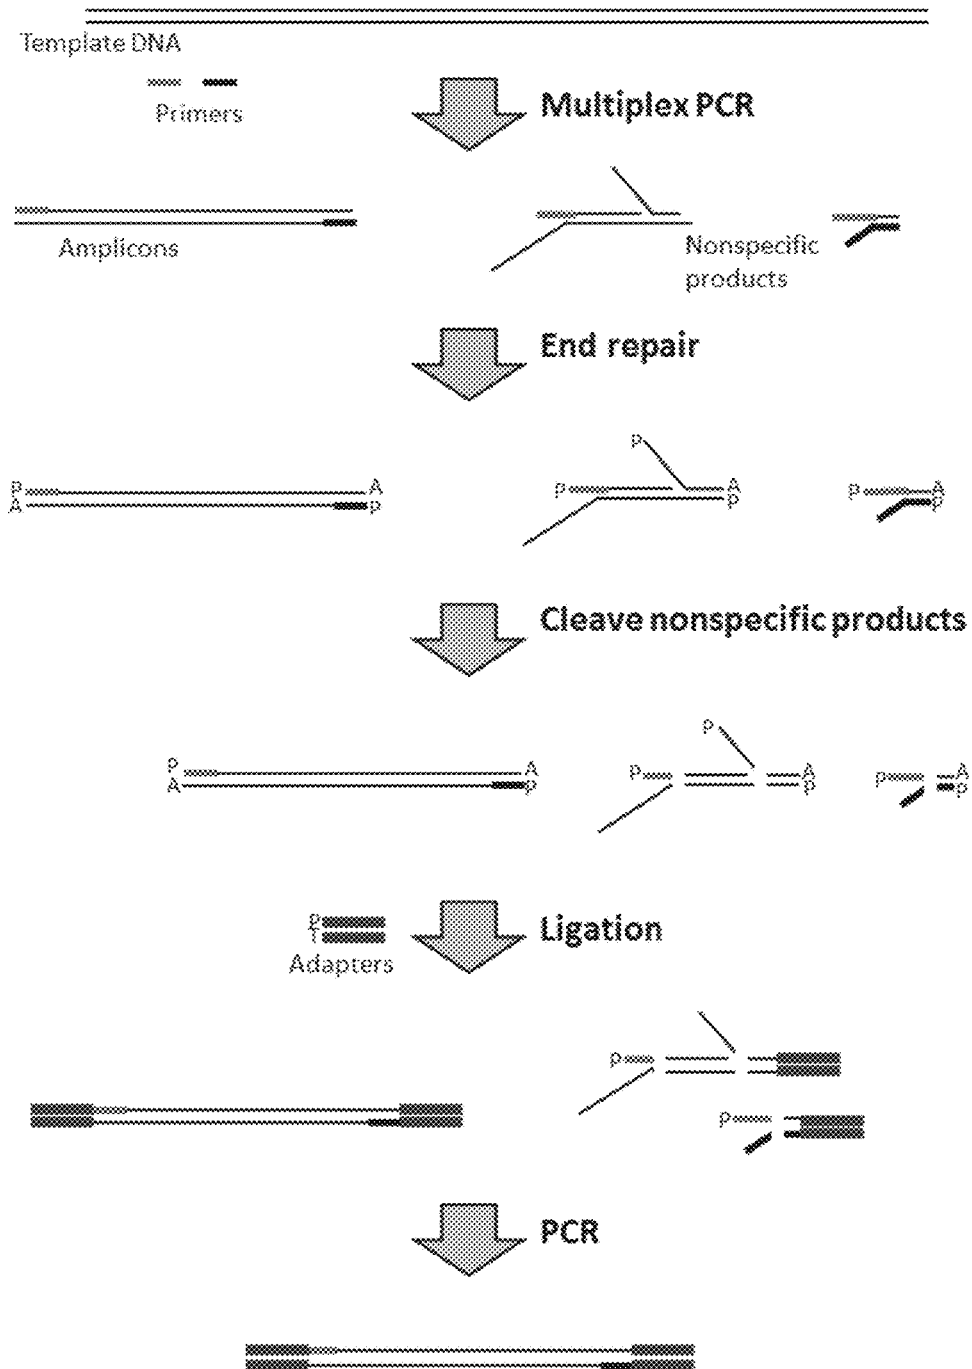 Template DNA
Primers
Multiplex PCR
Amplicons
Nonspecific
products
End repair
P A
A P
P
P A
P
P A
P
Cleave nonspecific products
P A
A P
P
P A
P
P A
P
Ligation
P
T
Adapters
P
P
PCR